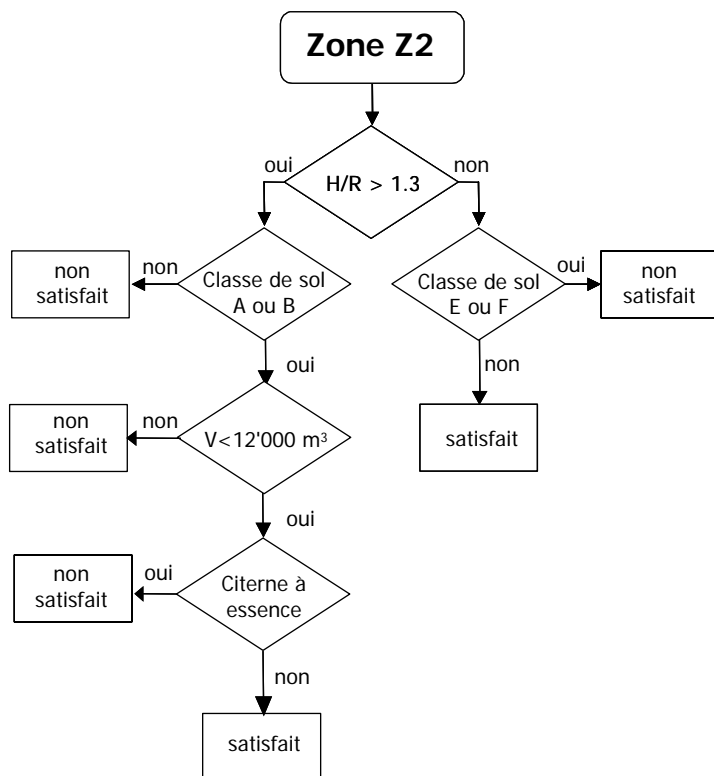 Zone Z2
oui
non
H/R > 1.3
non
satisfait
non
Classe de sol
A ou B
Classe de sol
E ou F
oui
non
satisfait
oui
non
non
satisfait
non
V<12'000 m³
satisfait
oui
non
satisfait
oui
Citerne à
essence
non
satisfait